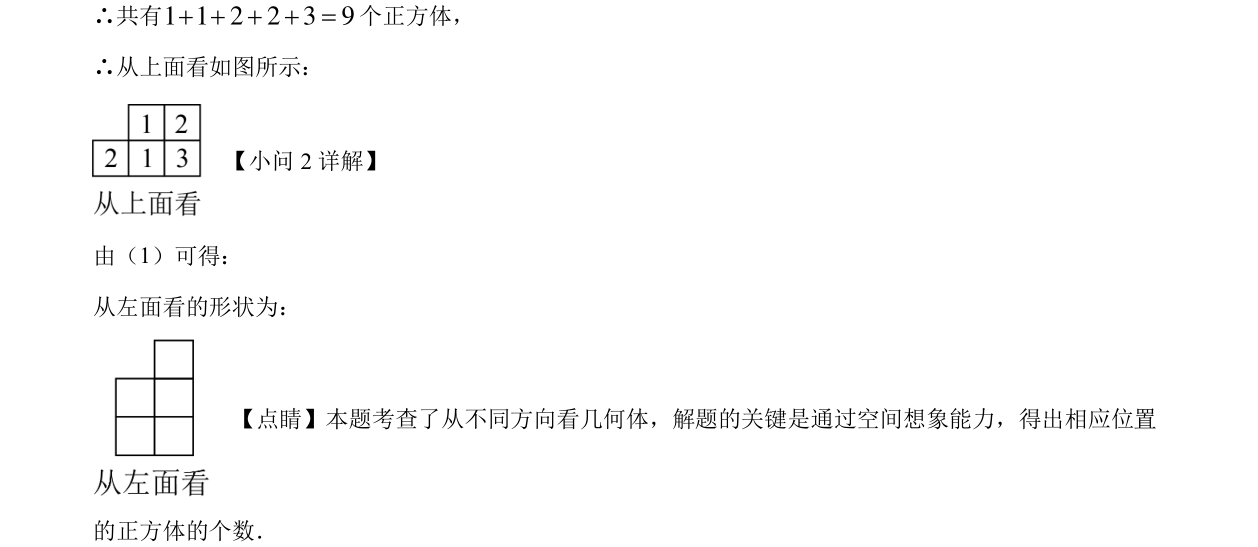 ∴共有1+1+2+2+3=9个正方体，
∴从上面看如图所示：
1 2
2 1 3 【小问 2 详解】
从上面看
由（1）可得：
从左面看的形状为：
【点睛】本题考查了从不同方向看几何体，解题的关键是通过空间想象能力，得出相应位置
从左面看
的正方体的个数．